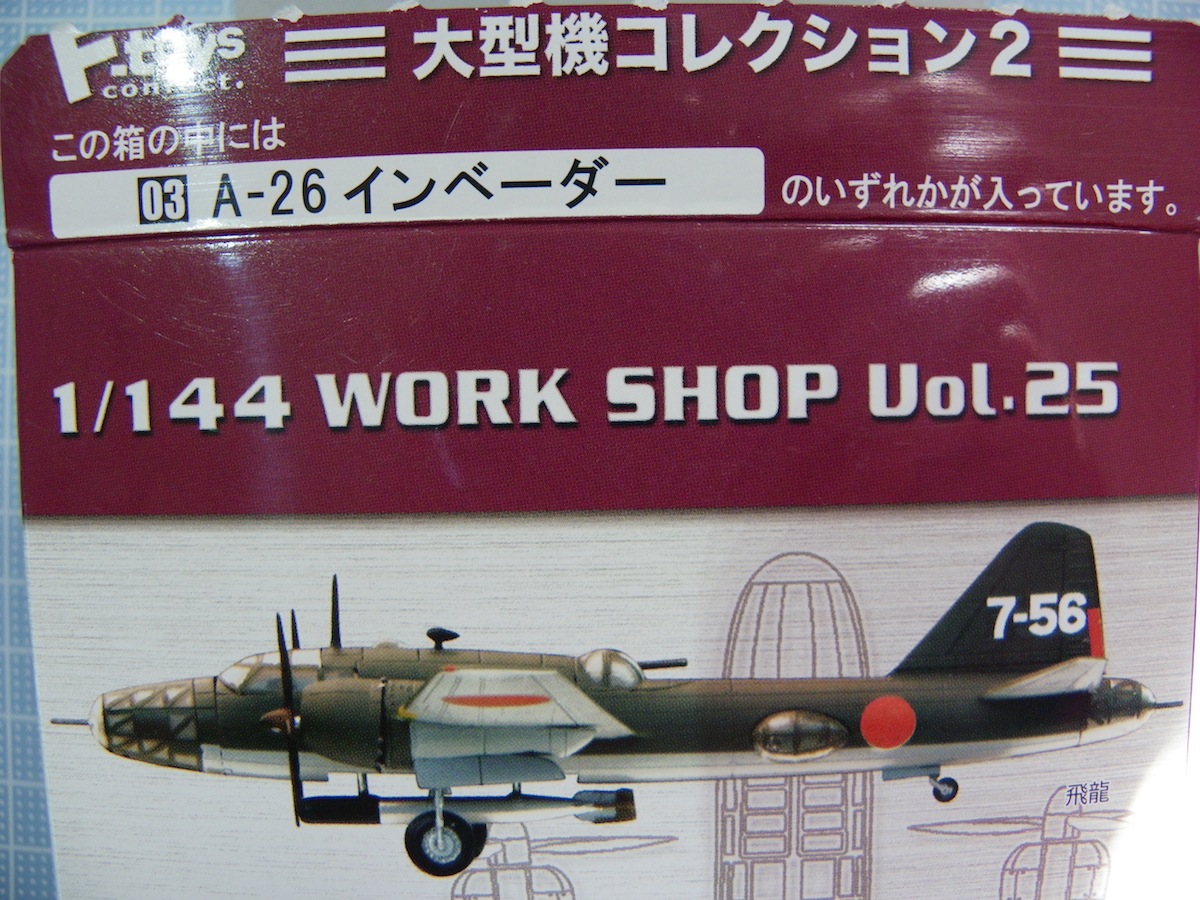 F-toys
confect.
大型機コレクション2
この箱の中には
03 A-26 インベーダー
のいずれかが入っています。
1/144 WORK SHOP Vol.25
7-56
飛龍